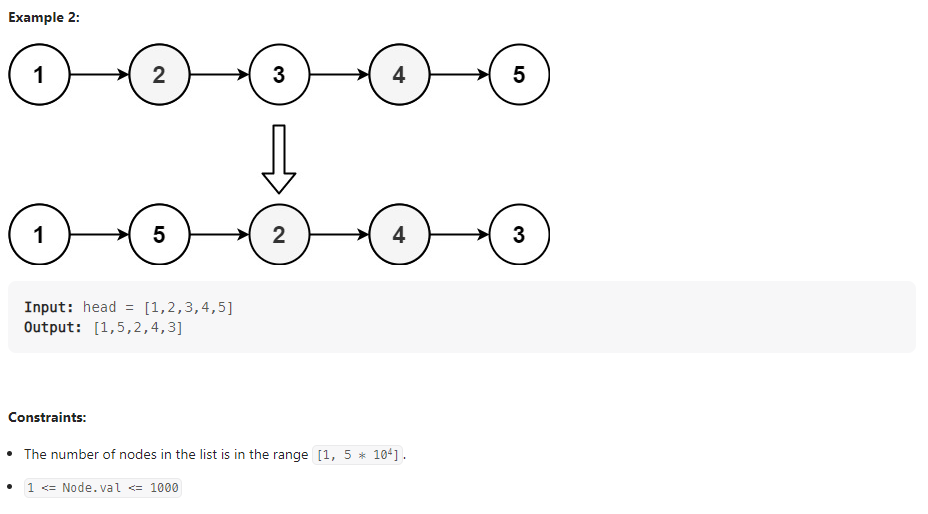 Example 2:
1 2 3 4 5
1 5 2 4 3
Input: head = [1,2,3,4,5]
Output: [1,5,2,4,3]
Constraints:
• The number of nodes in the list is in the range [1, 5 * 10⁴].
• 1 <= Node.val <= 1000